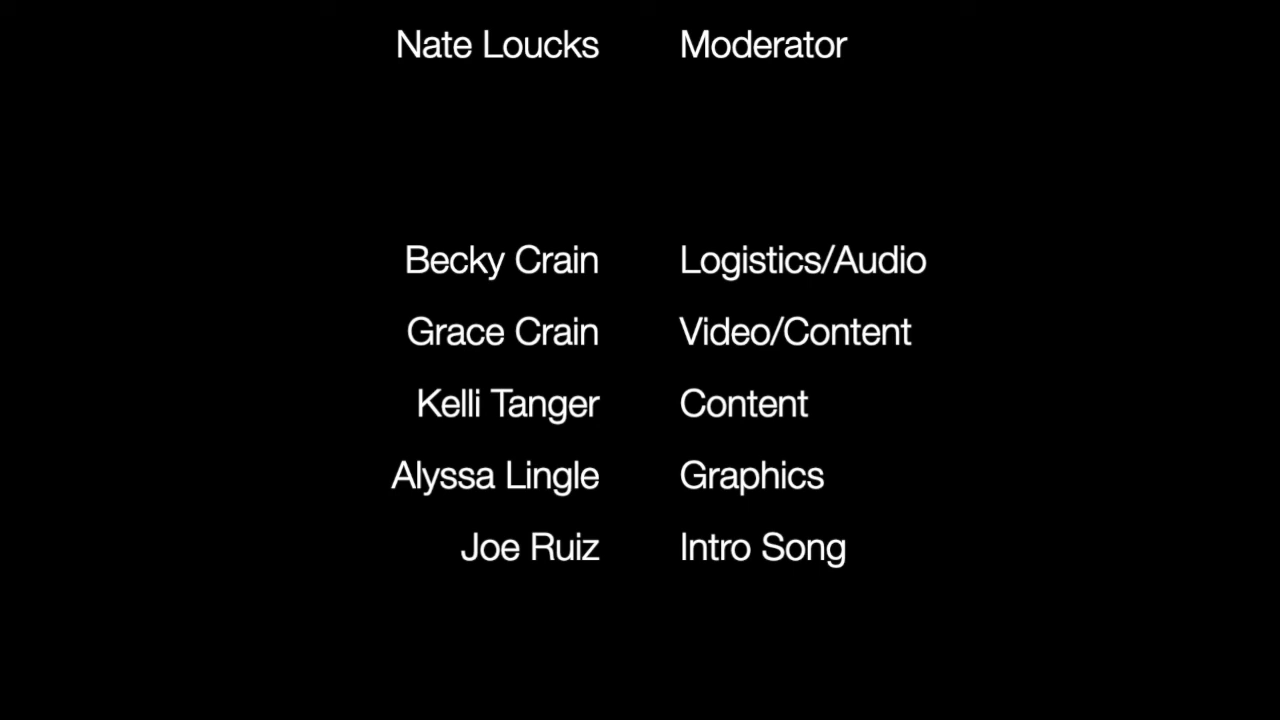 Nate Loucks Moderator
Becky Crain Logistics/Audio
Grace Crain Video/Content
Kelli Tanger Content
Alyssa Lingle Graphics
Joe Ruiz Intro Song